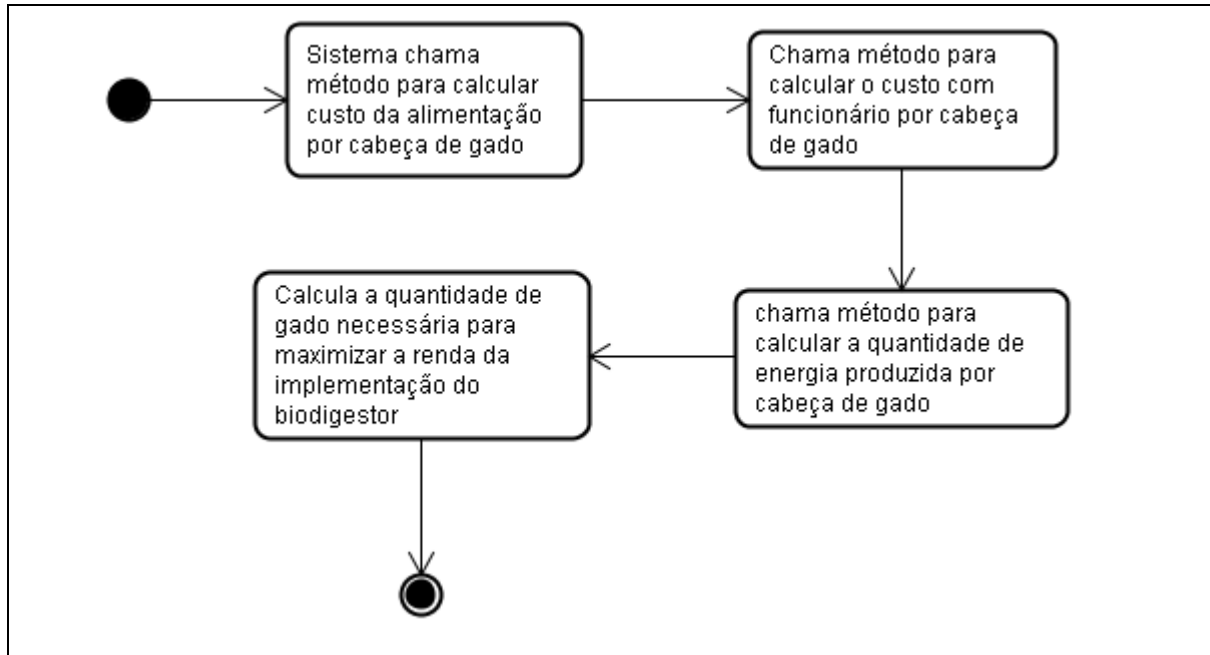 Sistema chama
método para calcular
custo da alimentação
por cabeça de gado
Chama método para
calcular o custo com
funcionário por cabeça
de gado
chama método para
calcular a quantidade de
energia produzida por
cabeça de gado
Calcula a quantidade de
gado necessária para
maximizar a renda da
implementação do
biodigestor